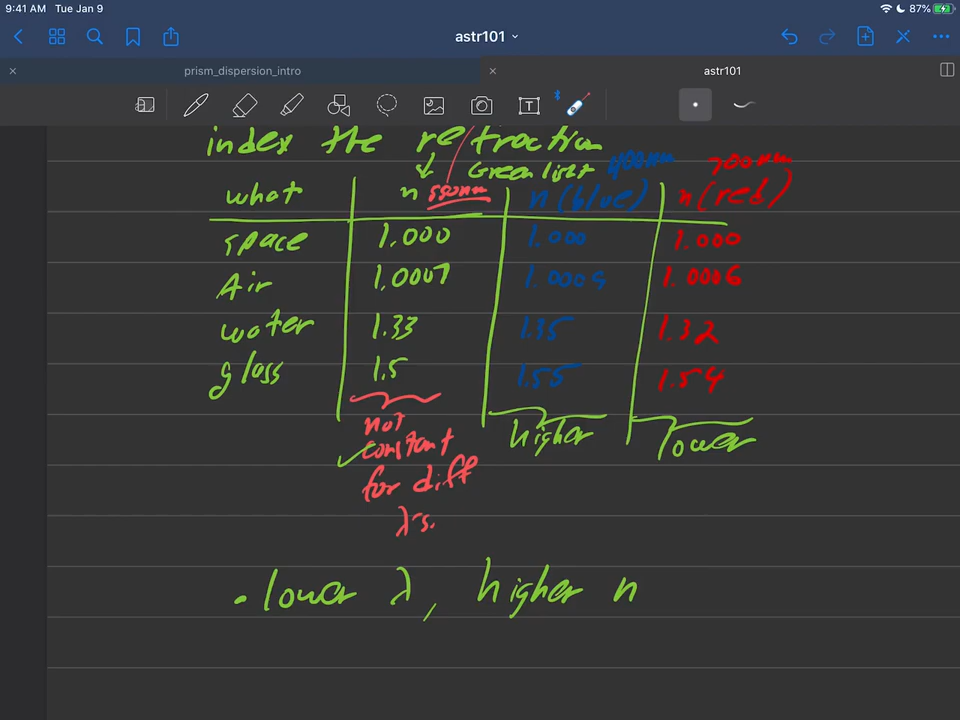 9:41 AM Tue Jan 9 87%
astr101
prism_dispersion_intro astr101
index the refraction
Green light 400nm 700nm
what n 550nm n (blue) n (red)
space 1.000 1.000 1.000
Air 1.0007 1.0009 1.0006
water 1.33 1.35 1.32
glass 1.5 1.55 1.54
not higher lower
constant
for diff
λ's.
. lower λ, higher n